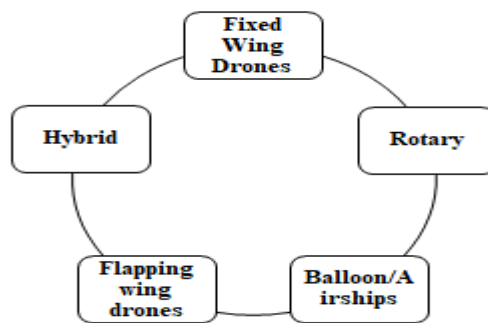 Fixed
Wing
Drones
Hybrid
Rotary
Flapping
wing
drones
Balloon/A
irships